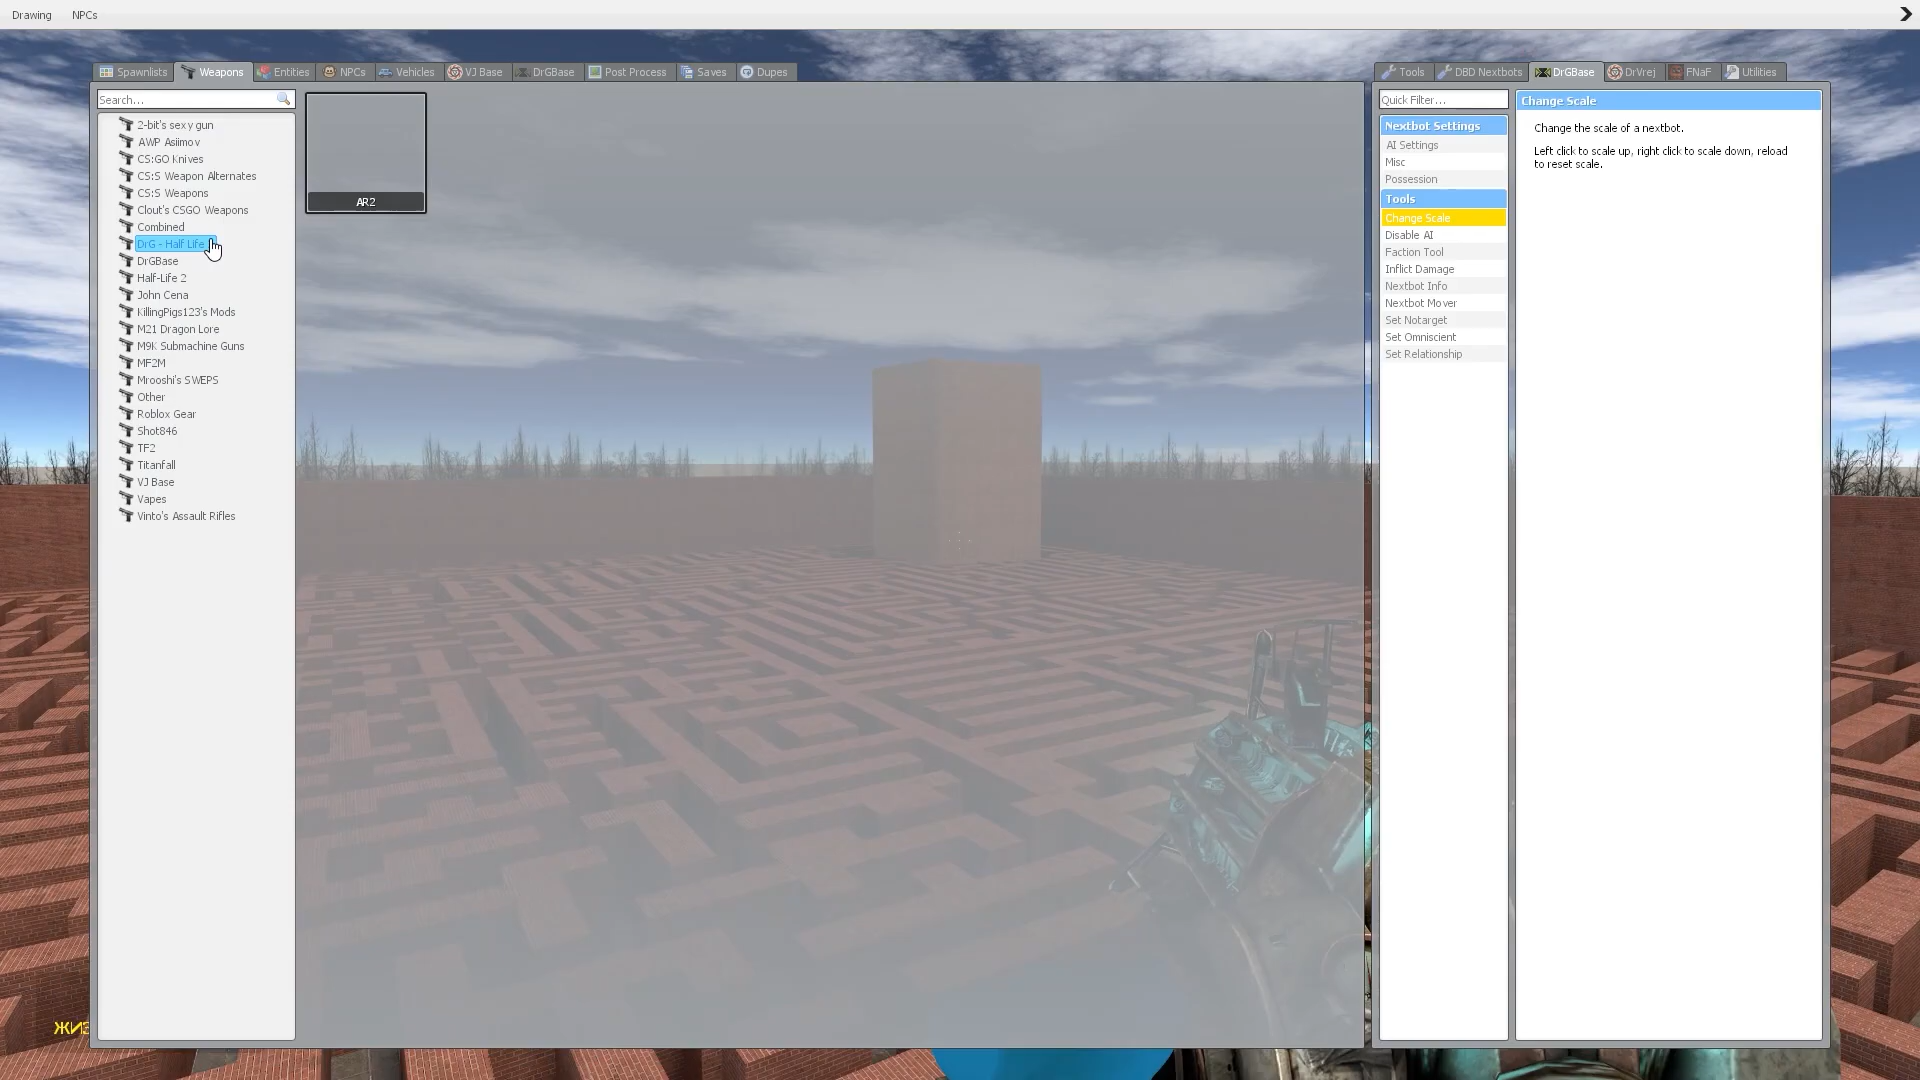 Drawing NPCs
Spawnlists Weapons Entities NPCs Vehicles VJ Base DrGBase Post Process Saves Dupes
Search...
2-bit's sexy gun
AWP Asiimov
CS:GO Knives
CS:S Weapon Alternates
CS:S Weapons
Clout's CSGO Weapons
Combined
DrG - Half Life
DrGBase
Half-Life 2
John Cena
KillingPigs123's Mods
M21 Dragon Lore
M9K Submachine Guns
MF2M
Mrooshi's SWEPS
Other
Roblox Gear
Shot846
TF2
Titanfall
VJ Base
Vapes
Vinto's Assault Rifles
AR2
ЖИЗ
Tools DBD Nextbots DrGBase DrVrej FNaF Utilities
Quick Filter...
Nextbot Settings
AI Settings
Misc
Possession
Tools
Change Scale
Disable AI
Faction Tool
Inflict Damage
Nextbot Info
Nextbot Mover
Set Notarget
Set Omniscient
Set Relationship
Change Scale
Change the scale of a nextbot.
Left click to scale up, right click to scale down, reload
to reset scale.